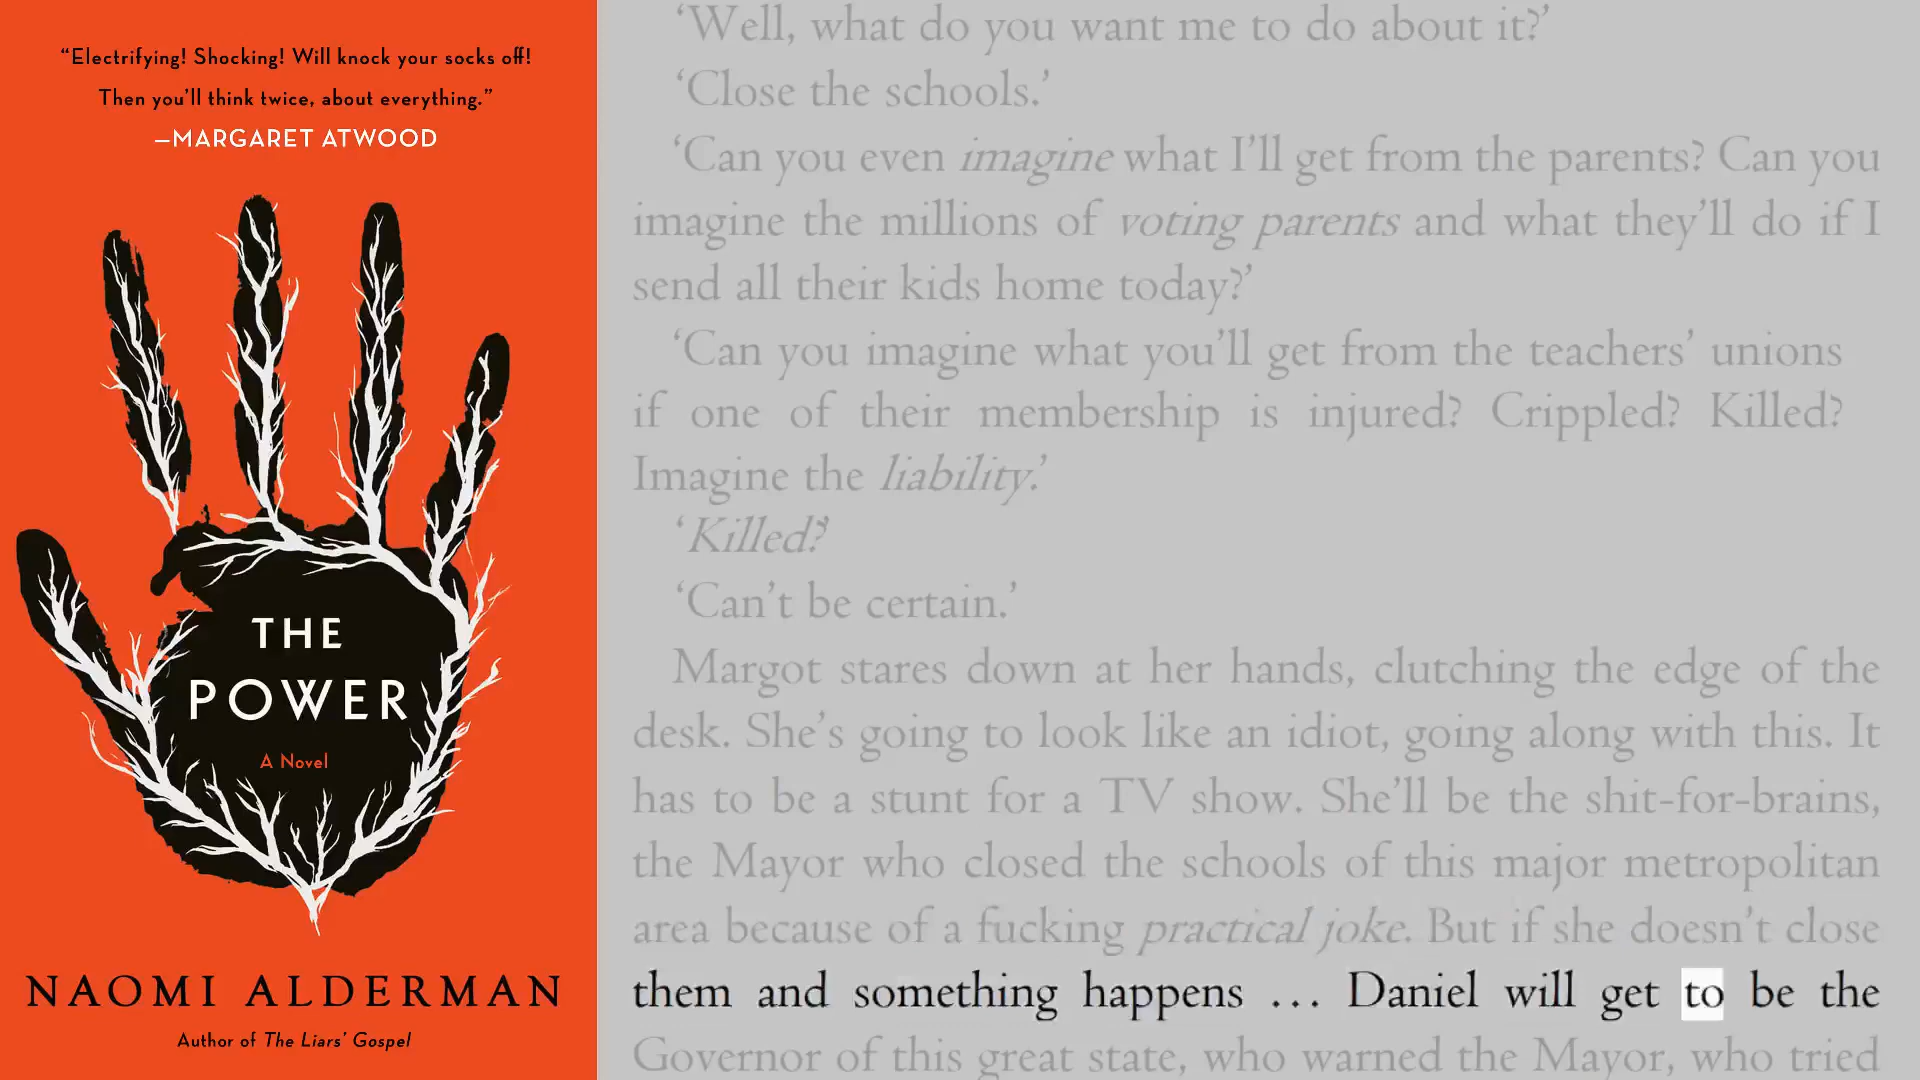 “Electrifying! Shocking! Will knock your socks off!
Then you’ll think twice, about everything.”
—MARGARET ATWOOD
THE
POWER
A Novel
NAOMI ALDERMAN
Author of The Liars’ Gospel
‘Well, what do you want me to do about it?’
‘Close the schools.’
‘Can you even imagine what I’ll get from the parents? Can you
imagine the millions of voting parents and what they’ll do if I
send all their kids home today?’
‘Can you imagine what you’ll get from the teachers’ unions
if one of their membership is injured? Crippled? Killed?
Imagine the liability.’
‘Killed?’
‘Can’t be certain.’
Margot stares down at her hands, clutching the edge of the
desk. She’s going to look like an idiot, going along with this. It
has to be a stunt for a TV show. She’ll be the shit-for-brains,
the Mayor who closed the schools of this major metropolitan
area because of a fucking practical joke. But if she doesn’t close
them and something happens … Daniel will get to be the
Governor of this great state, who warned the Mayor, who tried